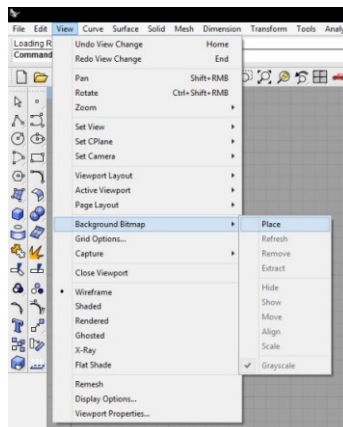 File Edit View Curve Surface Solid Mesh Dimension Transform Tools Analy
Loading R
Command
Undo View Change Home
Redo View Change End
Pan Shift+RMB
Rotate Ctrl+Shift+RMB
Zoom
Set View
Set CPlane
Set Camera
Viewport Layout
Active Viewport
Page Layout
Background Bitmap
Place
Grid Options...
Refresh
Capture
Remove
Extract
Close Viewport
Hide
Wireframe
Show
Shaded
Move
Rendered
Align
Ghosted
Scale
X-Ray
Flat Shade
Grayscale
Remesh
Display Options...
Viewport Properties...